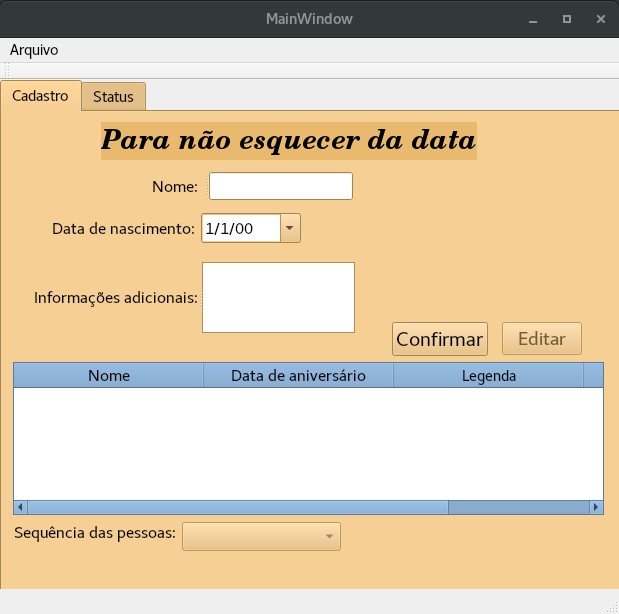 MainWindow
Arquivo
Cadastro Status
Para não esquecer da data
Nome:
Data de nascimento: 1/1/00
Informações adicionais:
Confirmar Editar
Nome Data de aniversário Legenda
Sequência das pessoas: